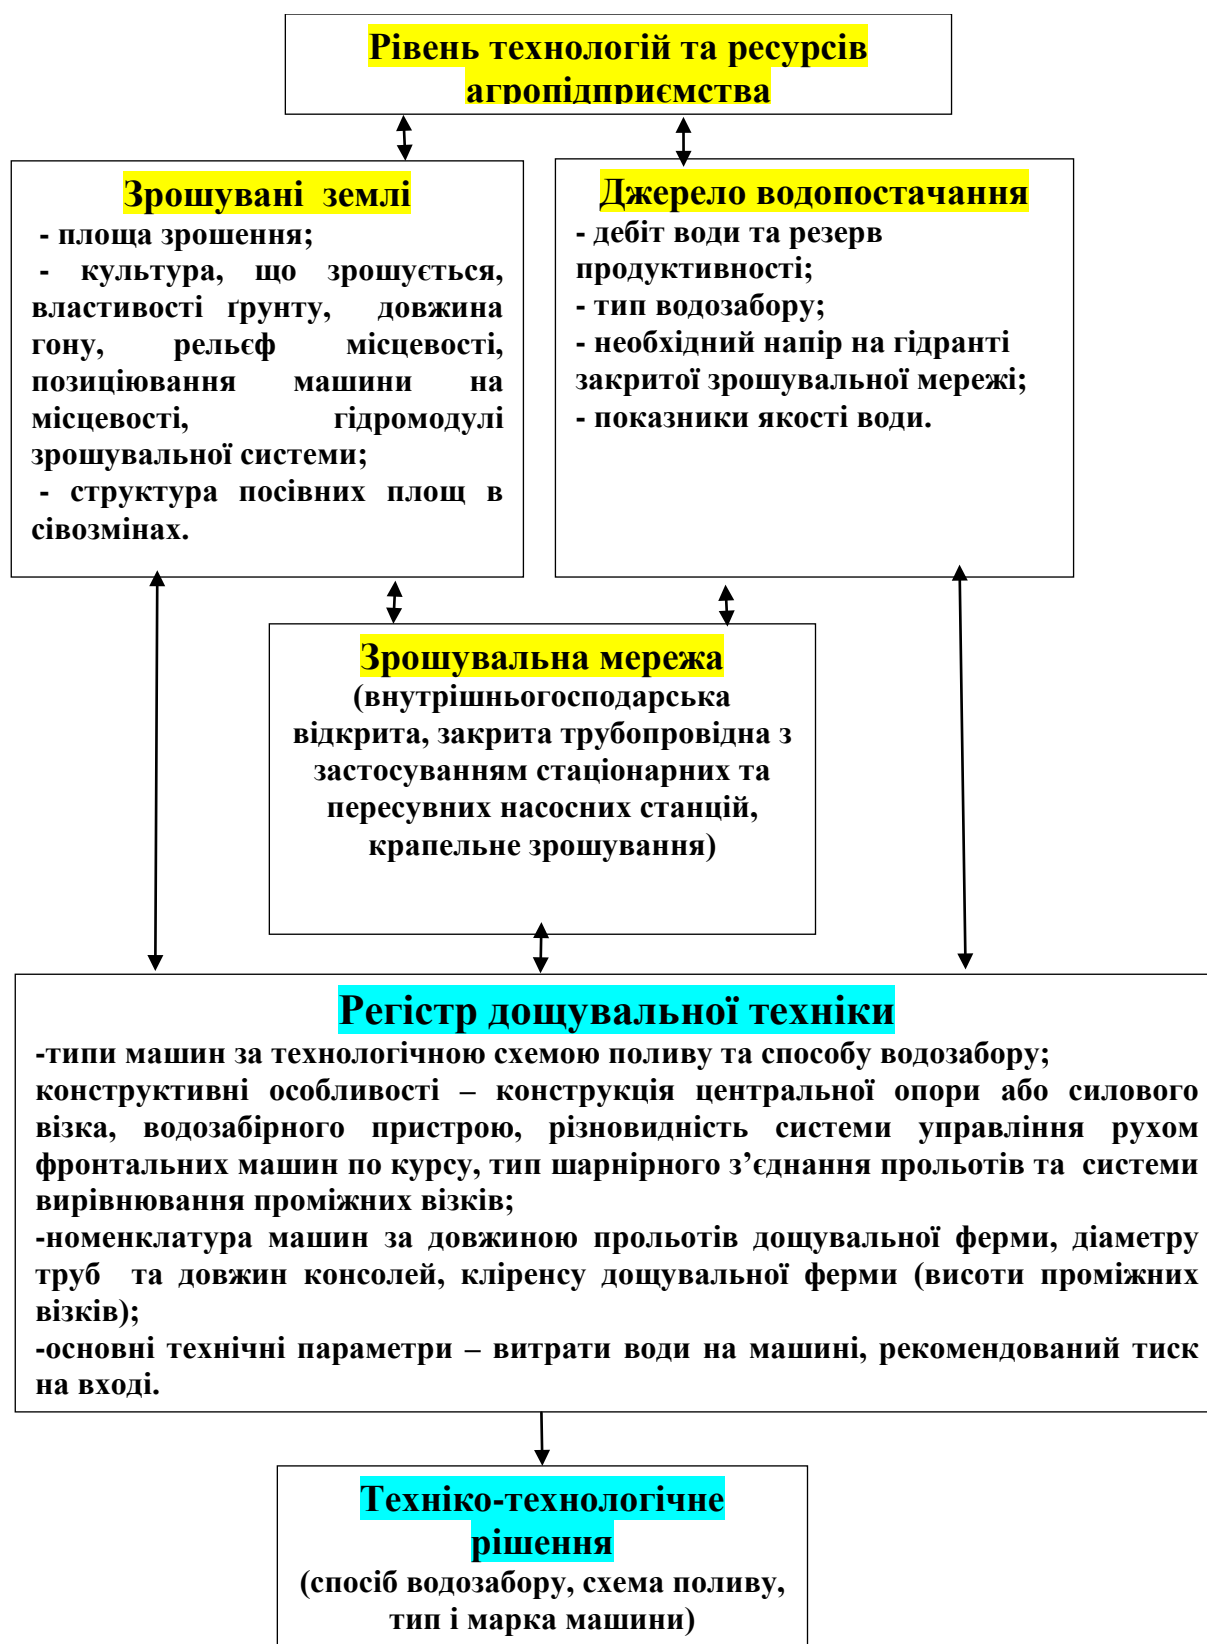 Рівень технологій та ресурсів
агропідприємства
Зрошувані землі
- площа зрошення;
- культура, що зрошується,
властивості ґрунту, довжина
гону, рельєф місцевості,
позиціювання машини на
місцевості, гідромодулі
зрошувальної системи;
- структура посівних площ в
сівозмінах.
Джерело водопостачання
- дебіт води та резерв
продуктивності;
- тип водозабору;
- необхідний напір на гідранті
закритої зрошувальної мережі;
- показники якості води.
Зрошувальна мережа
(внутрішньогосподарська
відкрита, закрита трубопровідна з
застосуванням стаціонарних та
пересувних насосних станцій,
крапельне зрошування)
Регістр дощувальної техніки
-типи машин за технологічною схемою поливу та способу водозабору;
конструктивні особливості – конструкція центральної опори або силового
візка, водозабірного пристрою, різновидність системи управління рухом
фронтальних машин по курсу, тип шарнірного з’єднання прольотів та системи
вирівнювання проміжних візків;
-номенклатура машин за довжиною прольотів дощувальної ферми, діаметру
труб та довжин консолей, кліренсу дощувальної ферми (висоти проміжних
візків);
-основні технічні параметри – витрати води на машині, рекомендований тиск
на вході.
Техніко-технологічне
рішення
(спосіб водозабору, схема поливу,
тип і марка машини)